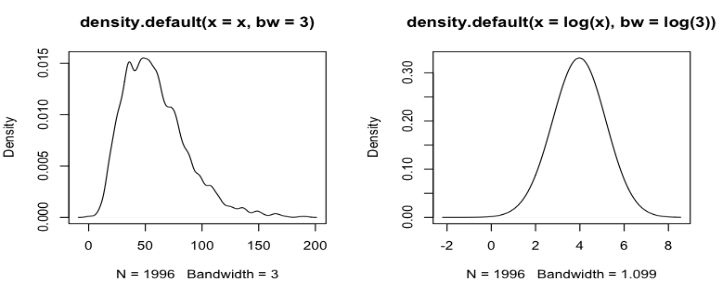 density.default(x = x, bw = 3)
Density
0.000 0.005 0.010 0.015
0 50 100 150 200
N = 1996 Bandwidth = 3
density.default(x = log(x), bw = log(3))
Density
0.00 0.10 0.20 0.30
-2 0 2 4 6 8
N = 1996 Bandwidth = 1.099